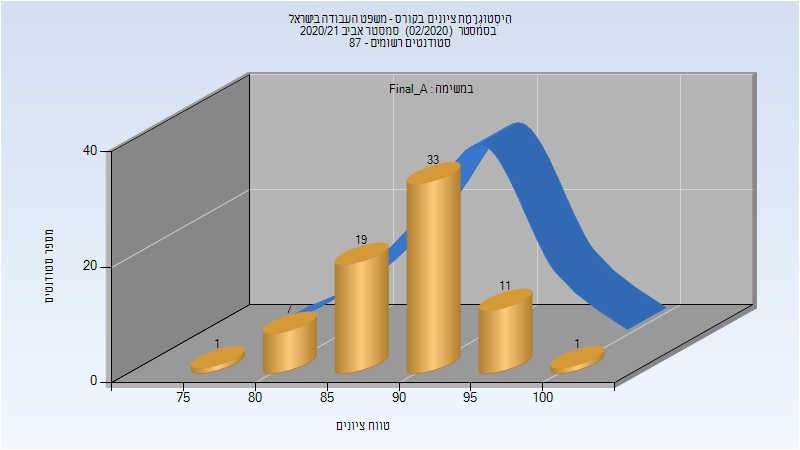 היסטוגרמת ציונים בקורס - משפט העבודה בישראל
בסמסטר (02/2020) סמסטר אביב 2020/21
סטודנטים רשומים - 87
במשימה : Final_A
40
20
0
מספר סטודנטים
1
7
19
33
11
1
75
80
85
90
95
100
טווח ציונים